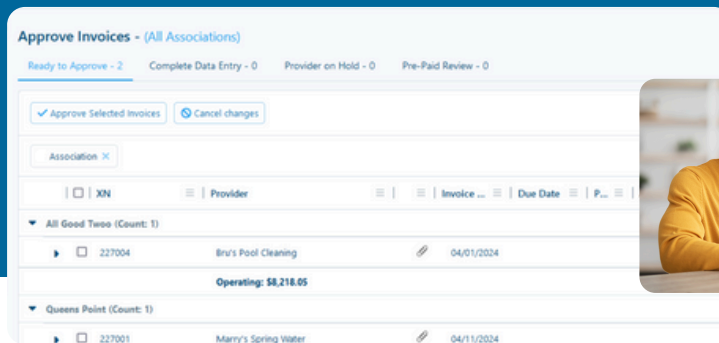 Approve Invoices - (All Associations)
Ready to Approve - 2 Complete Data Entry - 0 Provider on Hold - 0 Pre-Paid Review - 0
Approve Selected Invoices Cancel changes
Association ×
XN Provider Invoice ... Due Date P...
All Good Twoo (Count: 1)
227004 Bru's Pool Cleaning 04/01/2024
Operating: $8,218.05
Queens Point (Count: 1)
227001 Marry's Spring Water 04/11/2024